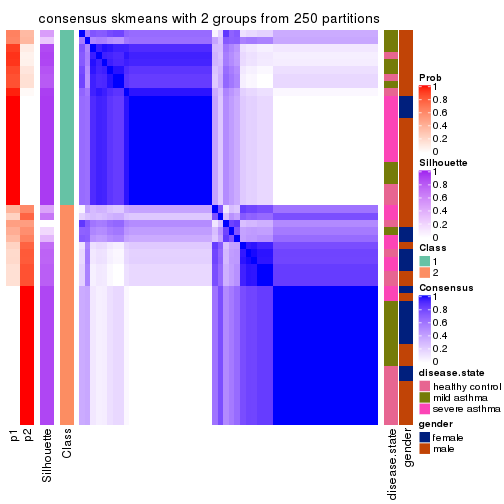 consensus skmeans with 2 groups from 250 partitions
Prob
1
0.8
0.6
0.4
0.2
0
Silhouette
1
0.8
0.6
0.4
0.2
0
Class
1
2
Consensus
1
0.8
0.6
0.4
0.2
0
disease.state
healthy control
mild asthma
severe asthma
gender
female
male
p1
p2
Silhouette
Class
disease.state
gender